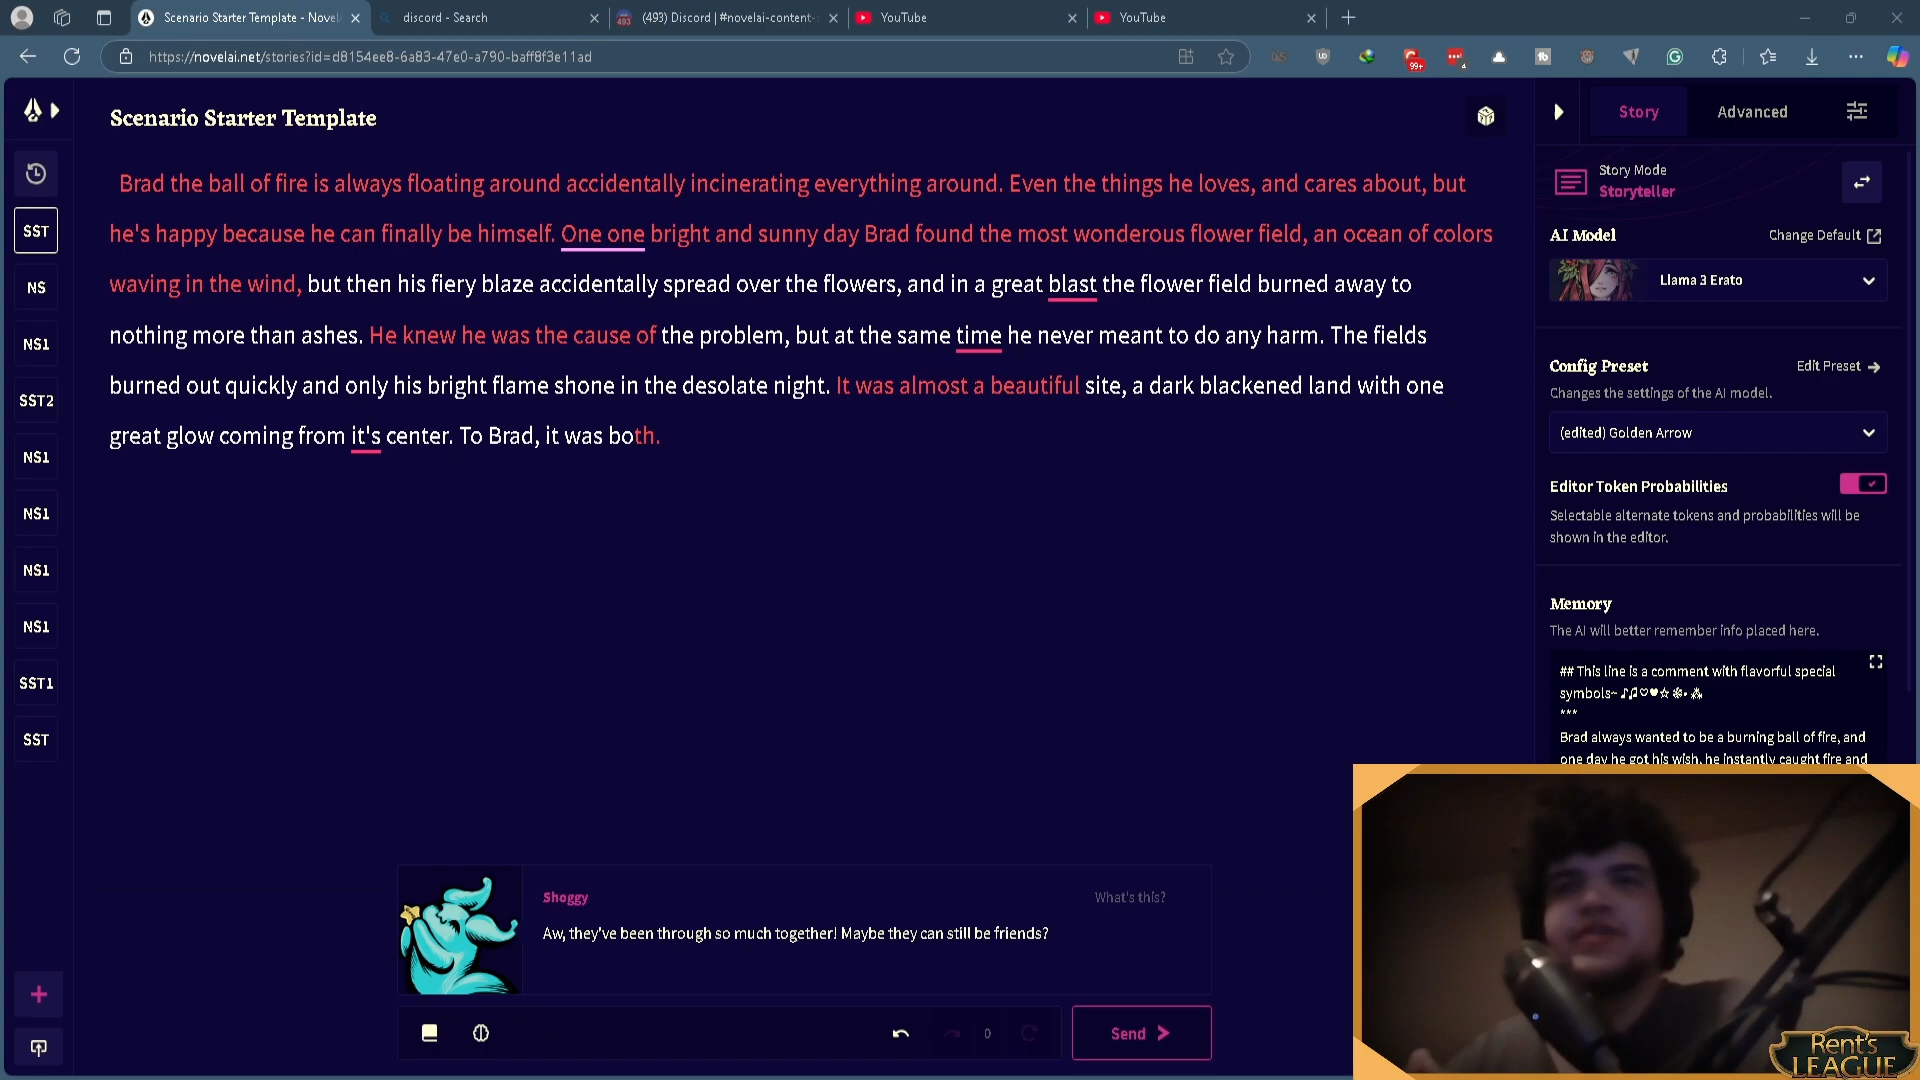 Scenario Starter Template - Novel
discord - Search
(493) Discord | #novelai-content-
YouTube
YouTube
https://novelai.net/stories?id=d8154ee8-6a83-47e0-a790-baff8f3e11ad
99+
Scenario Starter Template
Brad the ball of fire is always floating around accidentally incinerating everything around. Even the things he loves, and cares about, but
he's happy because he can finally be himself. One one bright and sunny day Brad found the most wonderous flower field, an ocean of colors
waving in the wind, but then his fiery blaze accidentally spread over the flowers, and in a great blast the flower field burned away to
nothing more than ashes. He knew he was the cause of the problem, but at the same time he never meant to do any harm. The fields
burned out quickly and only his bright flame shone in the desolate night. It was almost a beautiful site, a dark blackened land with one
great glow coming from it's center. To Brad, it was both.
SST
NS
NS1
SST2
NS1
NS1
NS1
NS1
SST1
SST
Shoggy
What's this?
Aw, they've been through so much together! Maybe they can still be friends?
0
Send
Story
Advanced
Story Mode
Storyteller
AI Model
Change Default
Llama 3 Erato
Config Preset
Edit Preset
Changes the settings of the AI model.
(edited) Golden Arrow
Editor Token Probabilities
Selectable alternate tokens and probabilities will be
shown in the editor.
Memory
The AI will better remember info placed here.
## This line is a comment with flavorful special
symbols~ ♪♫♡♥☆❄•⁂
***
Brad always wanted to be a burning ball of fire, and
one day he got his wish, he instantly caught fire and
Rent's
LEAGUE